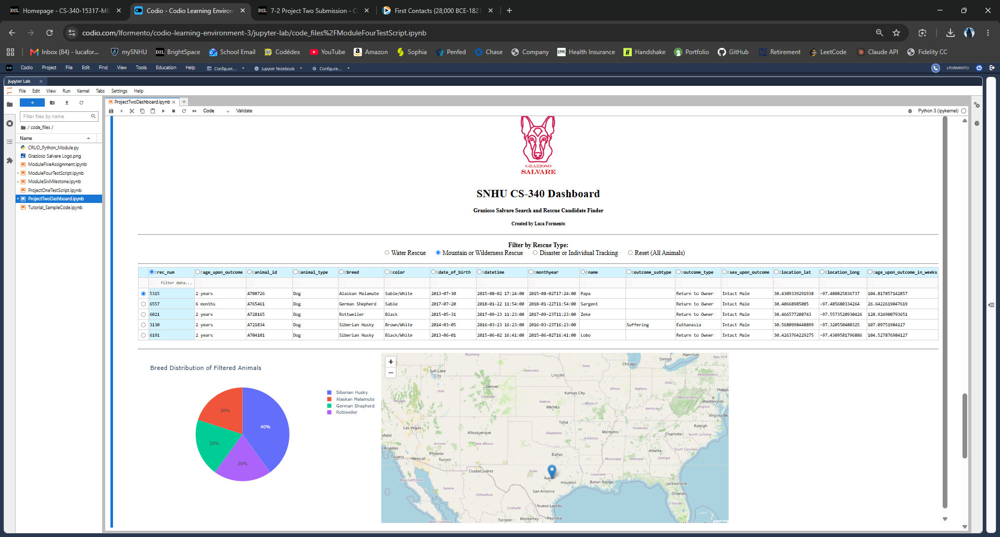 Homepage - CS-340-15317-M0
Codio - Codio Learning Environ
D2L 7-2 Project Two Submission - C
First Contacts (28,000 BCE-1821
codio.com/lformento/codio-learning-environment-3/jupyter-lab/code_files%2FModuleFourTestScript.ipynb
Inbox (84) - lucafor... mySNHU D2L BrightSpace School Email Codédex YouTube Amazon Sophia Penfed Chase Company Health Insurance Handshake Portfolio GitHub Retirement LeetCode Claude API Fidelity CC
Codio Project File Edit Find View Tools Education Help Configure.... Jupyter Notebook Configure.... LFORMENTO
Jupyter Lab
File Edit View Run Kernel Tabs Settings Help
ProjectTwoDashboard.ipynb
Code Validate Python 3 (ipykernel)
Filter files by name
/ code_files /
Name
CRUD_Python_Module.py
Grazioso Salvare Logo.png
ModuleFiveAssignment.ipynb
ModuleFourTestScript.ipynb
ModuleSixMilestone.ipynb
ProjectOneTestScript.ipynb
ProjectTwoDashboard.ipynb
Tutorial_SampleCode.ipynb
GRAZIOSO
SALVARE
SNHU CS-340 Dashboard
Grazioso Salvare Search and Rescue Candidate Finder
Created by Luca Formento
Filter by Rescue Type:
Water Rescue Mountain or Wilderness Rescue Disaster or Individual Tracking Reset (All Animals)
rec_num age_upon_outcome animal_id animal_type breed color date_of_birth datetime monthyear name outcome_subtype outcome_type sex_upon_outcome location_lat location_long age_upon_outcome_in_weeks
filter data...
5315 2 years A708726 Dog Alaskan Malamute Sable/White 2013-07-30 2015-08-02 17:24:00 2015-08-02T17:24:00 Papa Return to Owner Intact Male 30.4309339291938 -97.480825836737 104.817857142857
6557 6 months A765461 Dog German Shepherd Sable 2017-07-20 2018-01-22 11:54:00 2018-01-22T11:54:00 Sargent Return to Owner Intact Male 30.40668985085 -97.485680334264 26.6422619047619
6021 2 years A728165 Dog Rottweiler Black 2015-05-31 2017-09-23 11:23:00 2017-09-23T11:23:00 Zeke Return to Owner Intact Male 30.466577208743 -97.5573520930426 120.924900793651
3130 2 years A721834 Dog Siberian Husky Brown/White 2014-03-05 2016-03-23 16:23:00 2016-03-23T16:23:00 Suffering Euthanasia Intact Male 30.5680998448899 -97.320550480325 107.09751984127
6191 2 years A704101 Dog Siberian Husky Black/White 2013-06-01 2015-06-02 16:41:00 2015-06-02T16:41:00 Lobo Return to Owner Intact Male 30.4263764229275 -97.4309581796886 104.527876984127
Breed Distribution of Filtered Animals
Siberian Husky
Alaskan Malamute
German Shepherd
Rottweiler
20%
40%
20%
20%
+
−
Wyoming
Hamilton
New York
Detroit
Chicago
Iowa
Salt Lake
City
Nebraska
Lincoln
Pennsylvania
Ohio
Utah
Denver
Colorado
Kansas City
Illinois
Indiana
Philad
Nevada
Kansas
Missouri
West Virginia
Washington
Wichita
Kentucky
Virginia
Virginia Be
Tulsa
Raleigh
Las Vegas
Albuquerque
Oklahoma
Memphis
Tennessee
Charlotte
North Carolina
sfield
Arkansas
s Angeles
Arizona
New Mexico
Atlanta
South Carolina
Phoenix
Dallas
Tijuana
Mexicali
Tucson
Mississippi
Alabama
Georgia
Ciudad Juárez
Texas
Austin
Louisiana
Baja California
Houston
Baton Rouge
Jacksonville
Sonora
San Antonio
Orlando
Chihuahua
Florida
Coahuila
Nuevo Laredo
Baja California Sur
Torreón
Monterrey
Reynosa
Miami
Leaflet